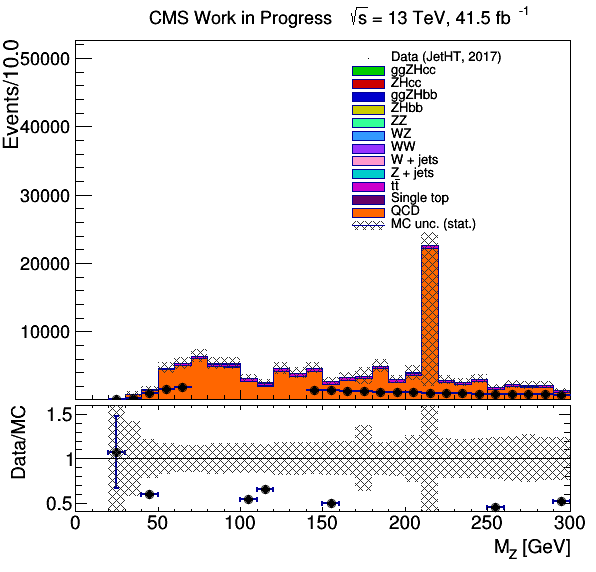 CMS Work in Progress √s = 13 TeV, 41.5 fb⁻¹
Events/10.0
50000
40000
30000
20000
10000
Data (JetHT, 2017)
ggZHcc
ZHcc
ggZHbb
ZHbb
ZZ
WZ
WW
W + jets
Z + jets
tt̄
Single top
QCD
MC unc. (stat.)
Data/MC
1.5
1
0.5
0 50 100 150 200 250 300
M_Z [GeV]